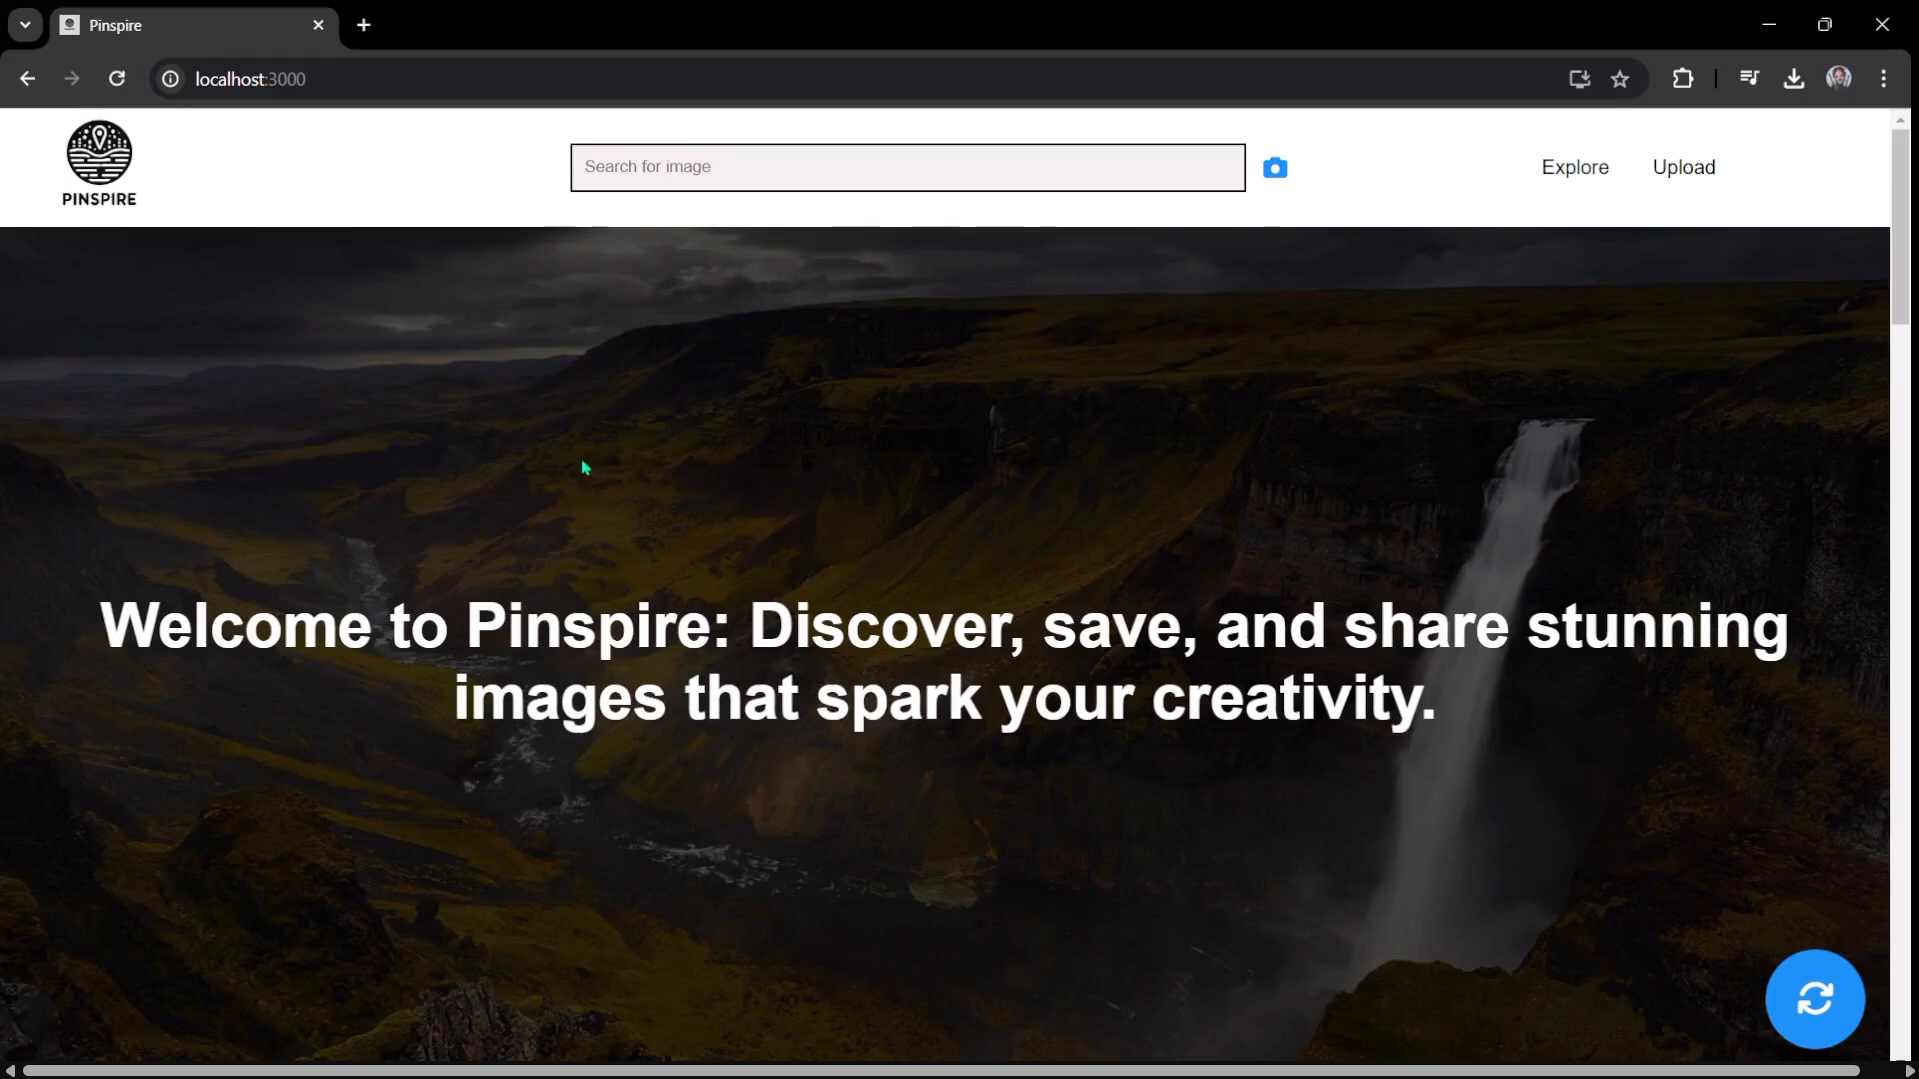 Pinspire
localhost:3000
PINSPIRE
Search for image
Explore
Upload
Welcome to Pinspire: Discover, save, and share stunning
images that spark your creativity.